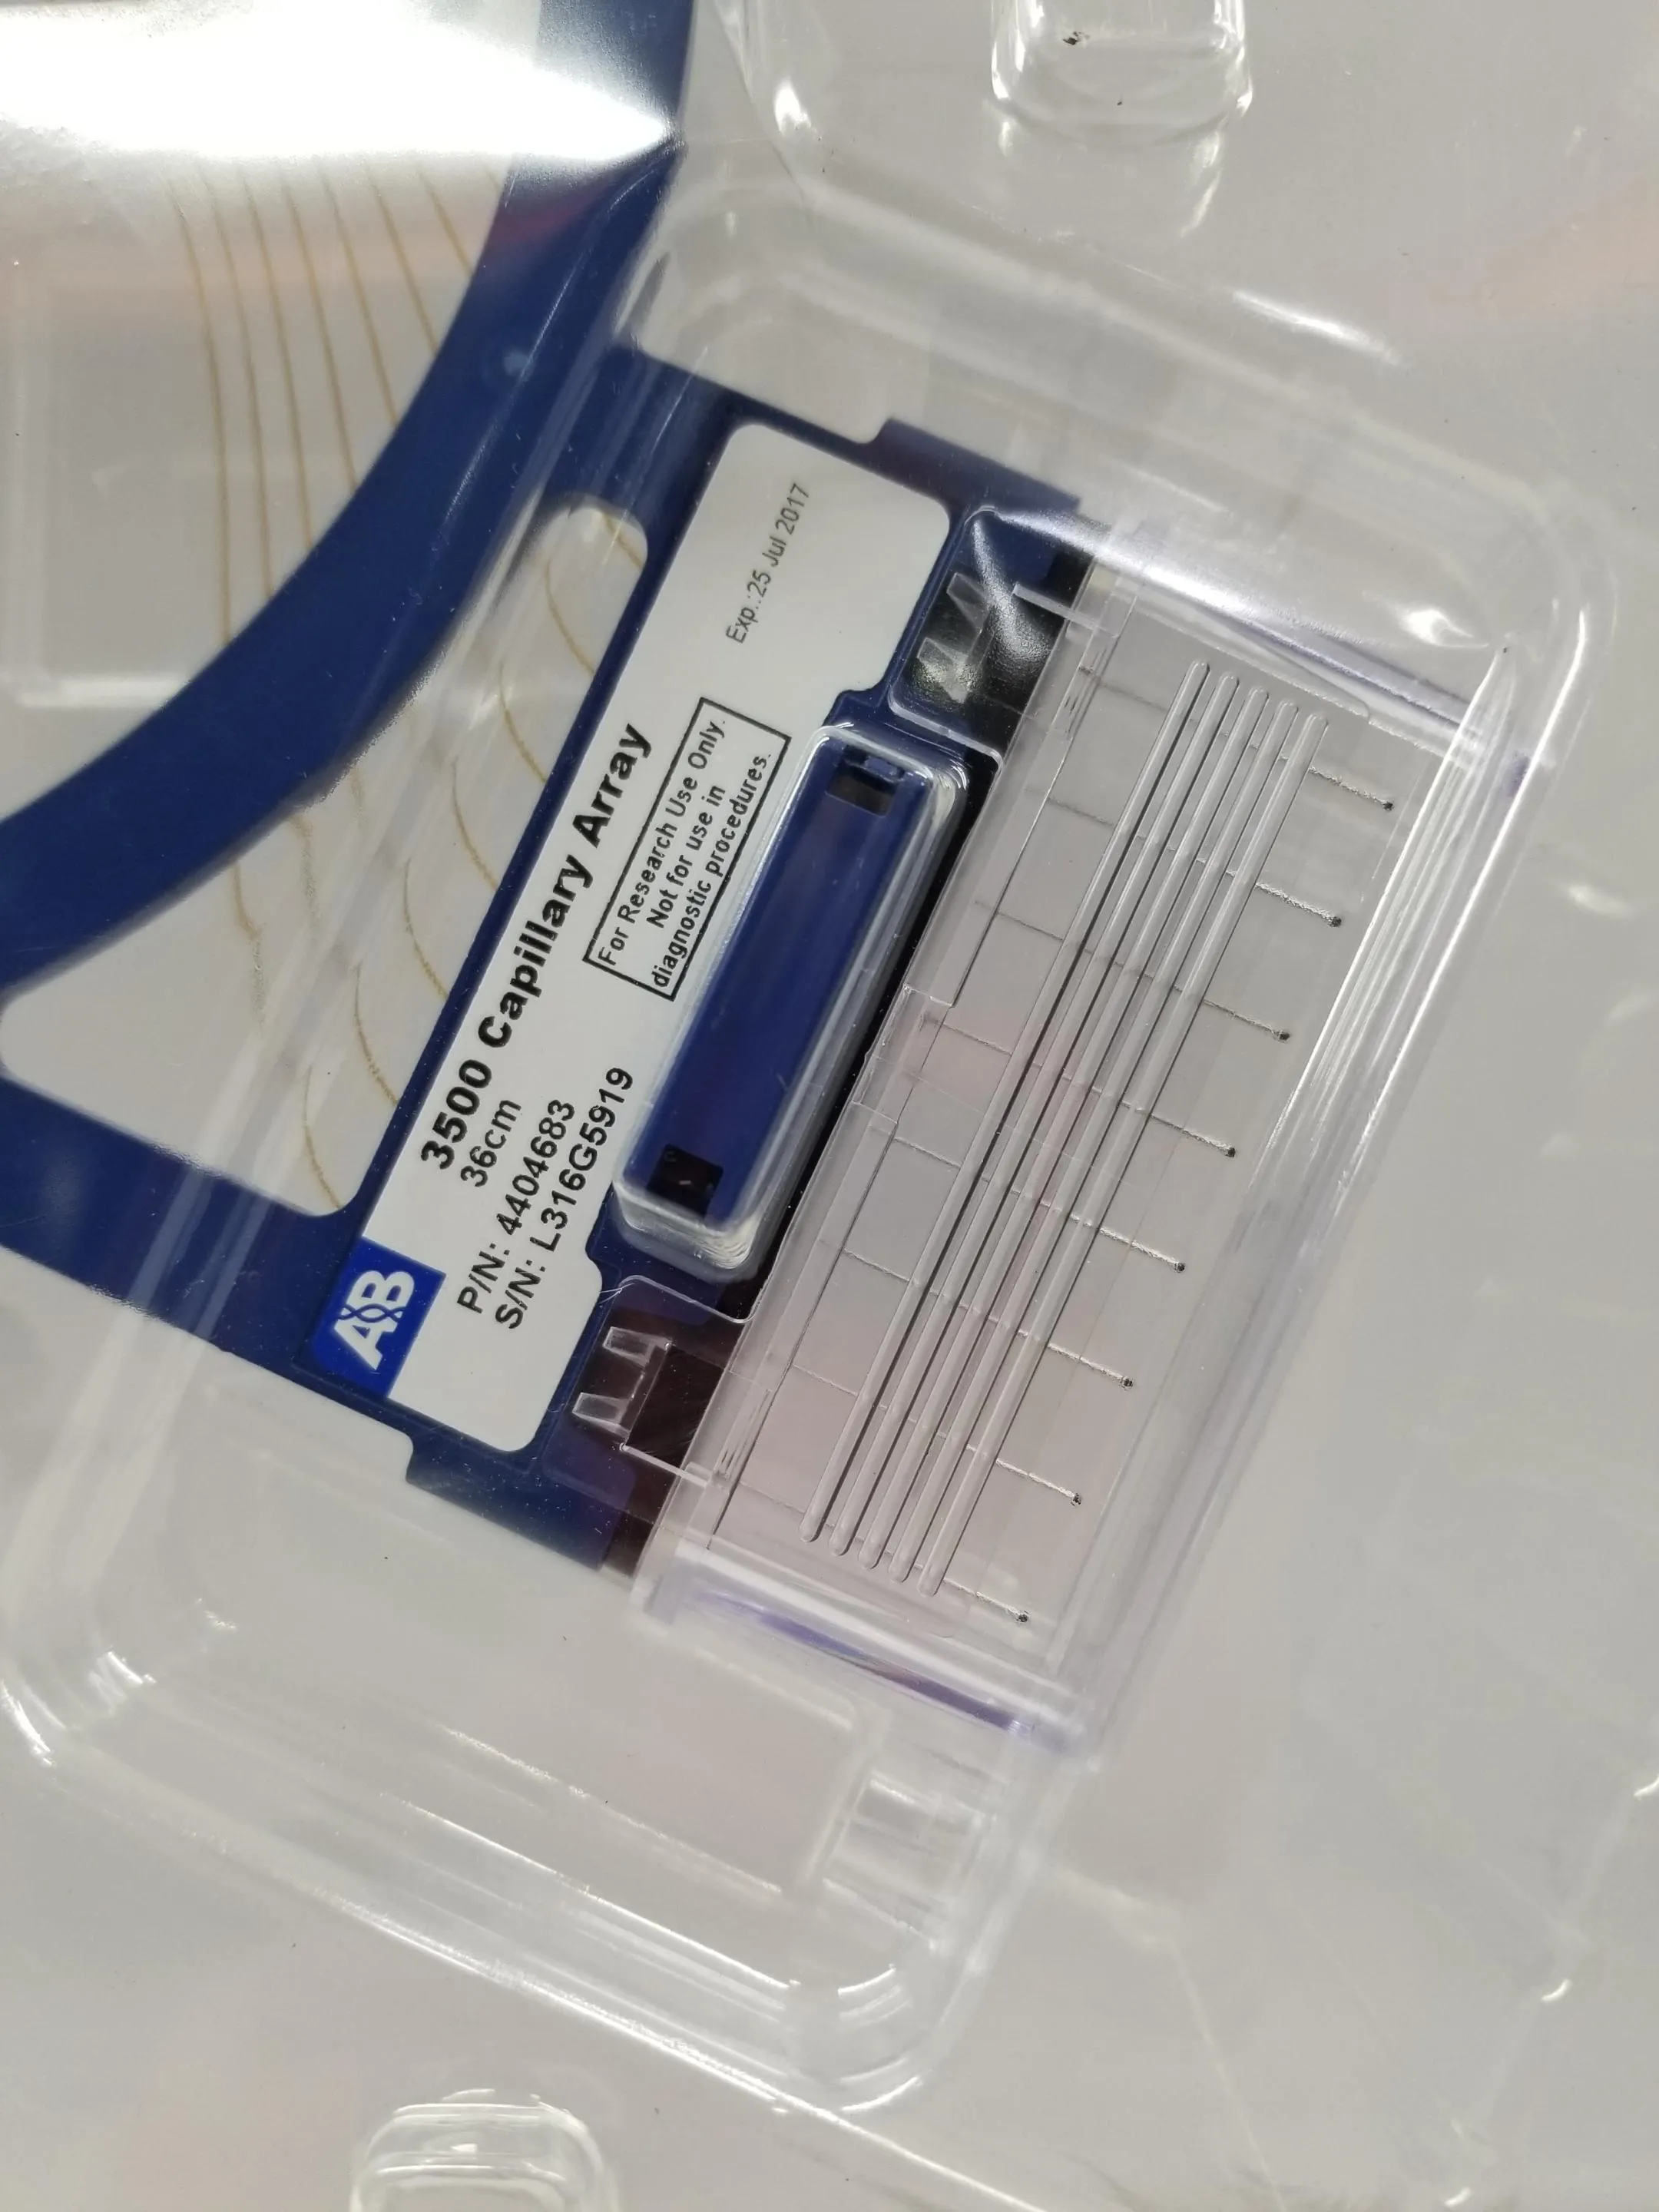 AB
3500 Capillary Array
36cm
P/N: 4404683
S/N: L316G5919
For Research Use Only.
Not for use in
diagnostic procedures.
Exp.:25 Jul 2017